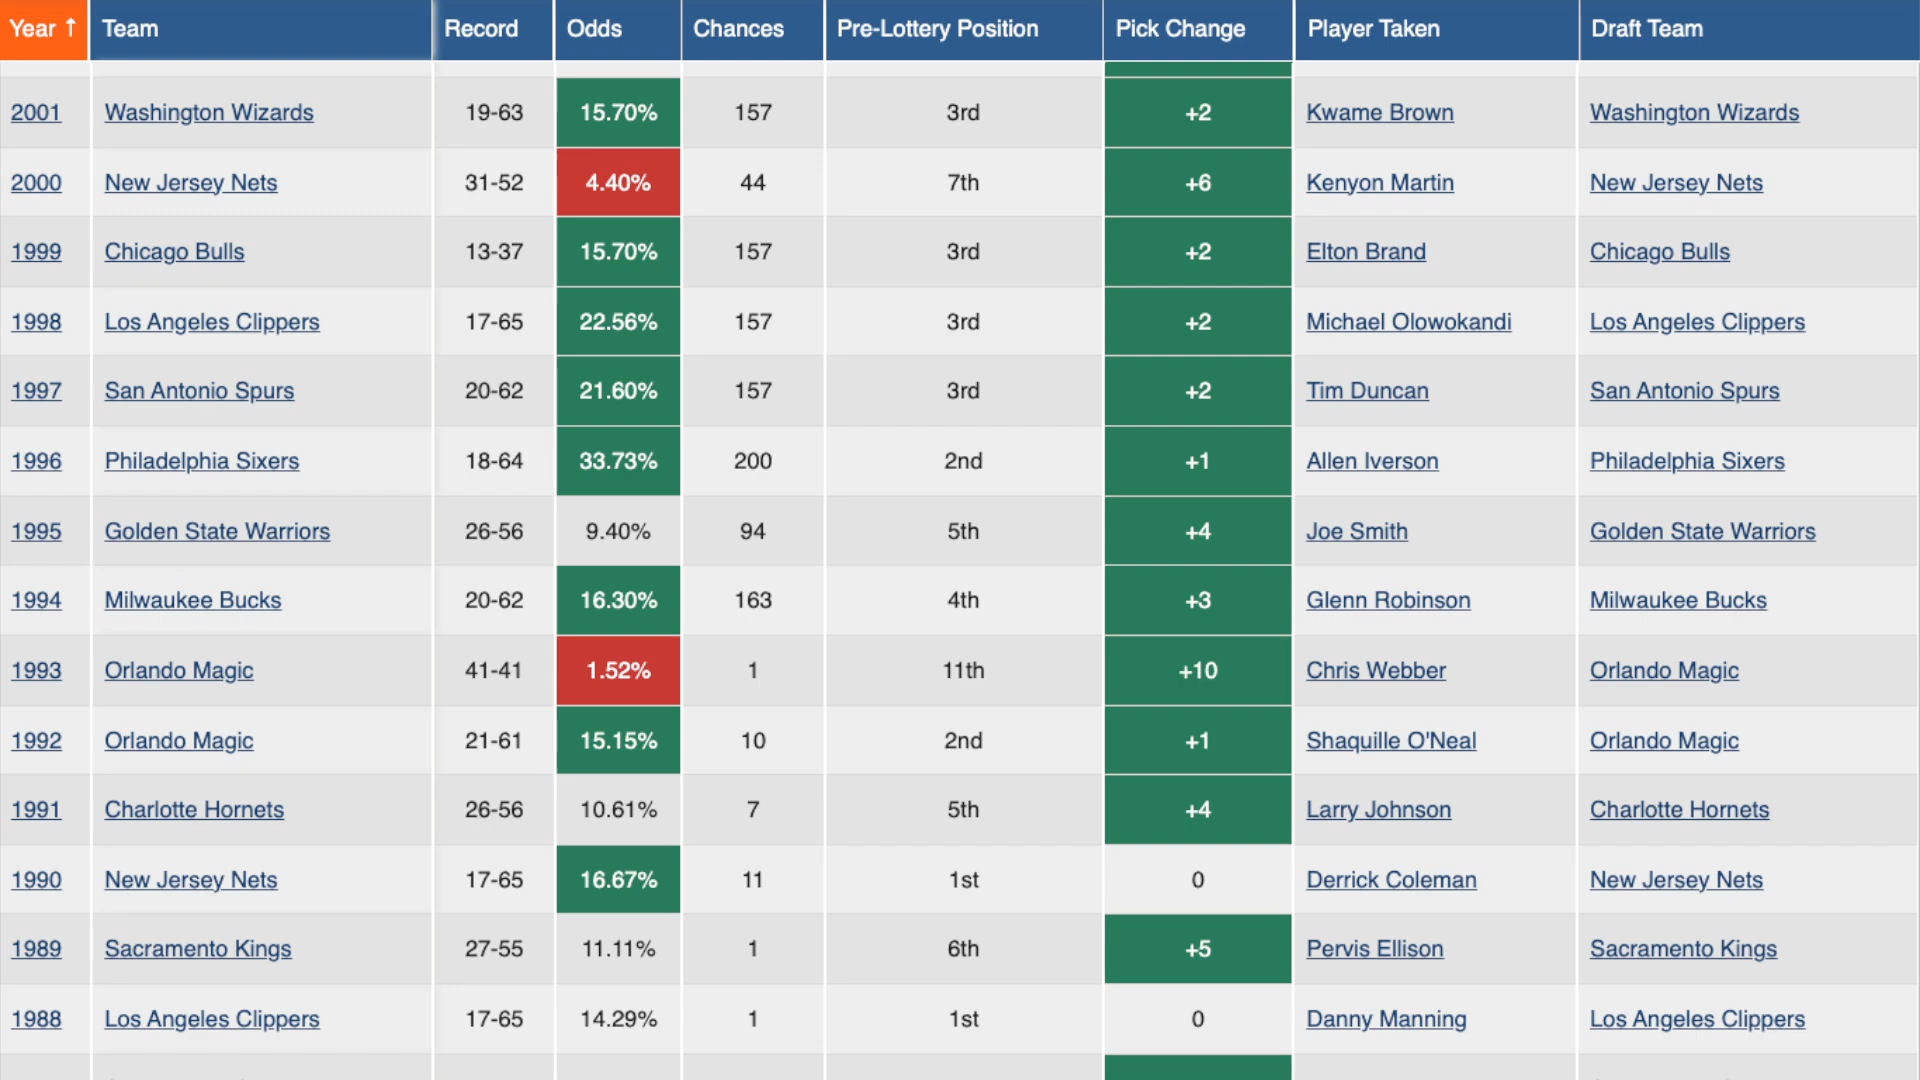 Year ↑ Team Record Odds Chances Pre-Lottery Position Pick Change Player Taken Draft Team
2001 Washington Wizards 19-63 15.70% 157 3rd +2 Kwame Brown Washington Wizards
2000 New Jersey Nets 31-52 4.40% 44 7th +6 Kenyon Martin New Jersey Nets
1999 Chicago Bulls 13-37 15.70% 157 3rd +2 Elton Brand Chicago Bulls
1998 Los Angeles Clippers 17-65 22.56% 157 3rd +2 Michael Olowokandi Los Angeles Clippers
1997 San Antonio Spurs 20-62 21.60% 157 3rd +2 Tim Duncan San Antonio Spurs
1996 Philadelphia Sixers 18-64 33.73% 200 2nd +1 Allen Iverson Philadelphia Sixers
1995 Golden State Warriors 26-56 9.40% 94 5th +4 Joe Smith Golden State Warriors
1994 Milwaukee Bucks 20-62 16.30% 163 4th +3 Glenn Robinson Milwaukee Bucks
1993 Orlando Magic 41-41 1.52% 1 11th +10 Chris Webber Orlando Magic
1992 Orlando Magic 21-61 15.15% 10 2nd +1 Shaquille O'Neal Orlando Magic
1991 Charlotte Hornets 26-56 10.61% 7 5th +4 Larry Johnson Charlotte Hornets
1990 New Jersey Nets 17-65 16.67% 11 1st 0 Derrick Coleman New Jersey Nets
1989 Sacramento Kings 27-55 11.11% 1 6th +5 Pervis Ellison Sacramento Kings
1988 Los Angeles Clippers 17-65 14.29% 1 1st 0 Danny Manning Los Angeles Clippers